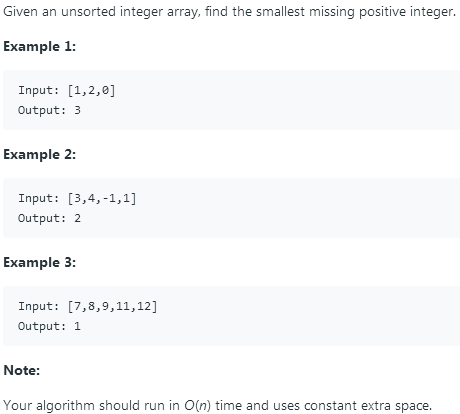 Given an unsorted integer array, find the smallest missing positive integer.
Example 1:
Input: [1,2,0]
Output: 3
Example 2:
Input: [3,4,-1,1]
Output: 2
Example 3:
Input: [7,8,9,11,12]
Output: 1
Note:
Your algorithm should run in O(n) time and uses constant extra space.